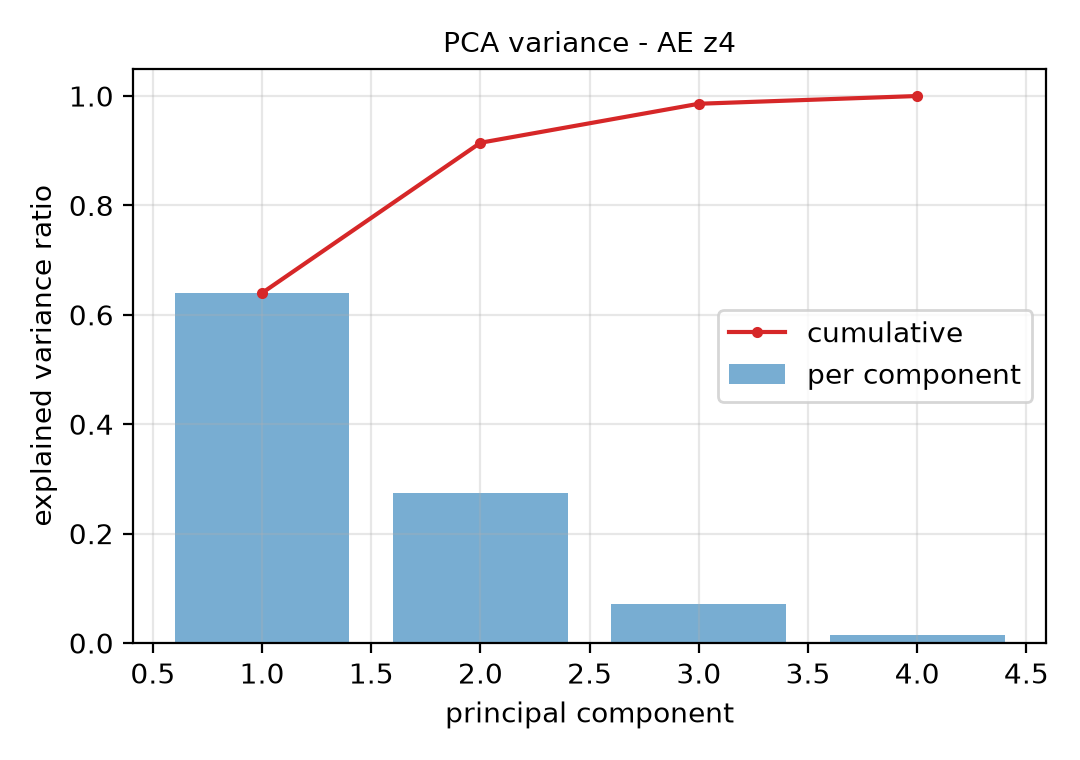 PCA variance - AE z4
explained variance ratio
1.0
0.8
0.6
0.4
0.2
0.0
cumulative
per component
0.5 1.0 1.5 2.0 2.5 3.0 3.5 4.0 4.5
principal component